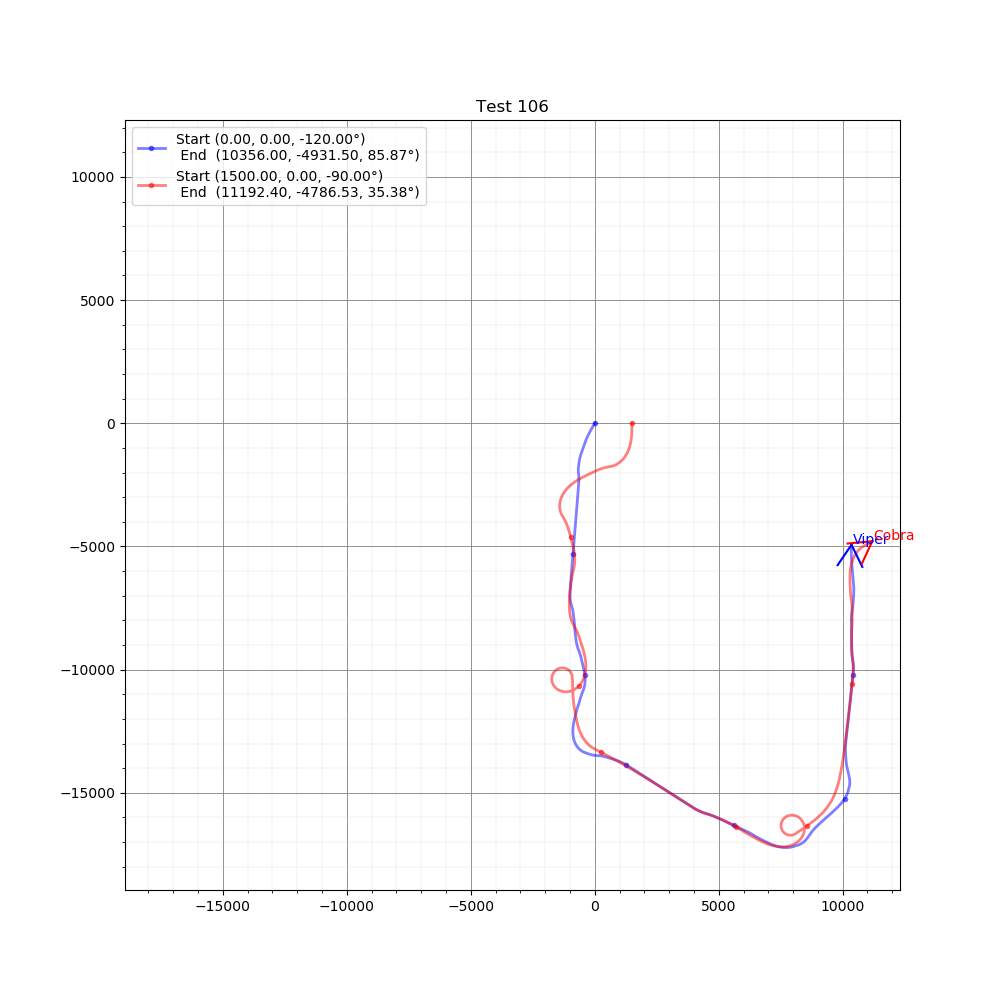 Test 106
Start (0.00, 0.00, -120.00°)
End  (10356.00, -4931.50, 85.87°)
Start (1500.00, 0.00, -90.00°)
End  (11192.40, -4786.53, 35.38°)
10000
5000
0
−5000
−10000
−15000
Viper
Cobra
−15000
−10000
−5000
0
5000
10000